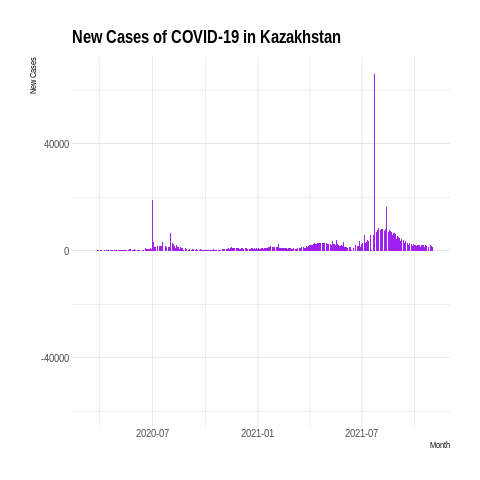 New Cases of COVID-19 in Kazakhstan
New Cases
40000
0
-40000
2020-07
2021-01
2021-07
Month